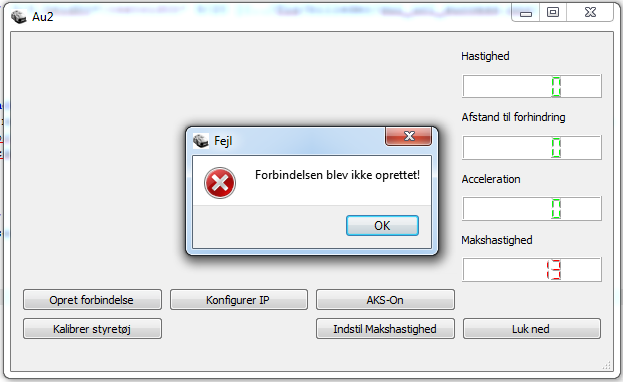 Au2
Hastighed
0
Afstand til forhindring
0
Acceleration
0
Makshastighed
13
Fejl
Forbindelsen blev ikke oprettet!
OK
Opret forbindelse
Konfigurer IP
AKS-On
Kalibrer styretøj
Indstil Makshastighed
Luk ned